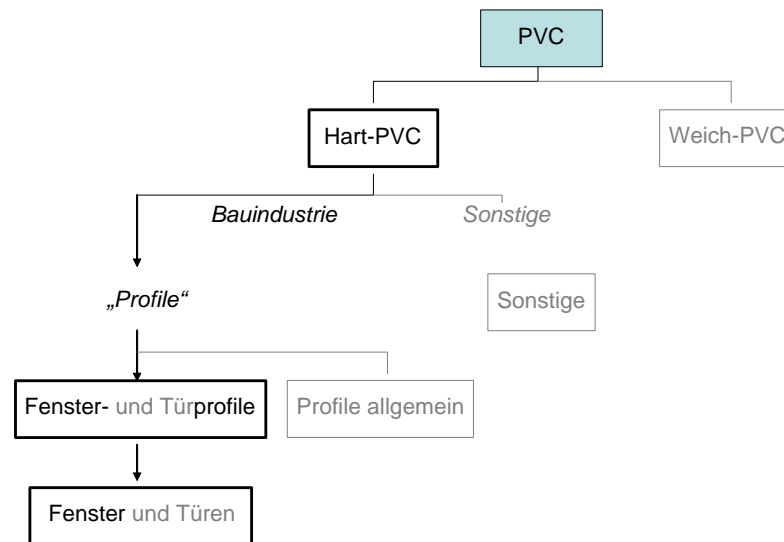 PVC
Hart-PVC
Weich-PVC
Bauindustrie
Sonstige
„Profile“
Sonstige
Fenster- und Türprofile
Profile allgemein
Fenster und Türen